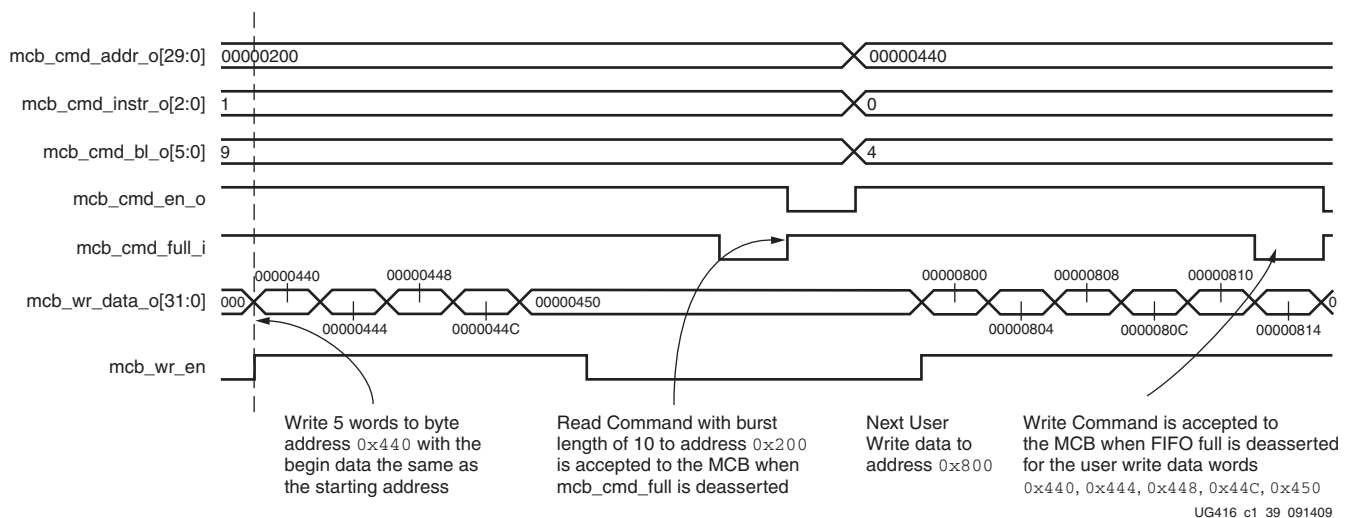 mcb_cmd_addr_o[29:0] 00000200 00000440
mcb_cmd_instr_o[2:0] 1 0
mcb_cmd_bl_o[5:0] 9 4
mcb_cmd_en_o
mcb_cmd_full_i
00000440 00000448 00000800 00000808 00000810
mcb_wr_data_o[31:0] 000 00000450 0
00000444 0000044C 00000804 0000080C 00000814
mcb_wr_en
Write 5 words to byte
address 0x440 with the
begin data the same as
the starting address
Read Command with burst
length of 10 to address 0x200
is accepted to the MCB when
mcb_cmd_full is deasserted
Next User
Write data to
address 0x800
Write Command is accepted to
the MCB when FIFO full is deasserted
for the user write data words
0x440, 0x444, 0x448, 0x44C, 0x450
UG416_c1_39_091409